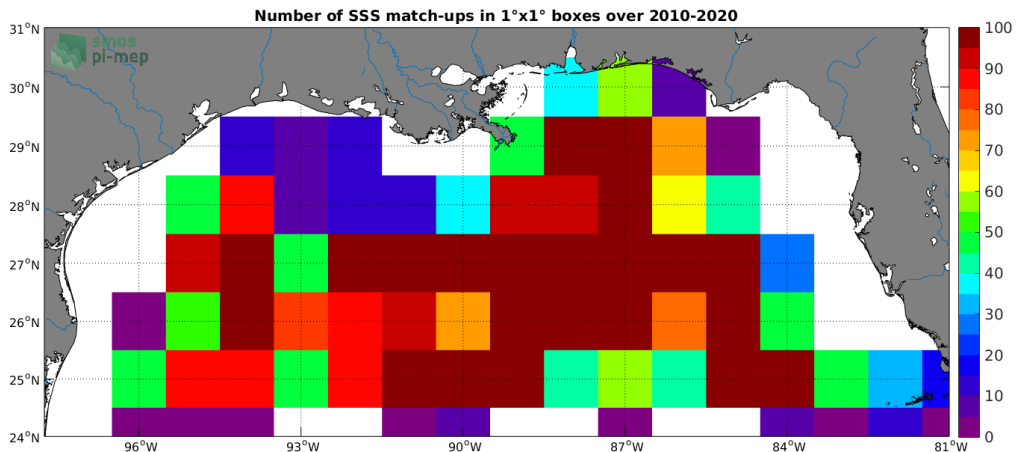 Number of SSS match-ups in 1°x1° boxes over 2010-2020
smos
pi-mep
31°N
30°N
29°N
28°N
27°N
26°N
25°N
24°N
96°W
93°W
90°W
87°W
84°W
81°W
100
90
80
70
60
50
40
30
20
10
0